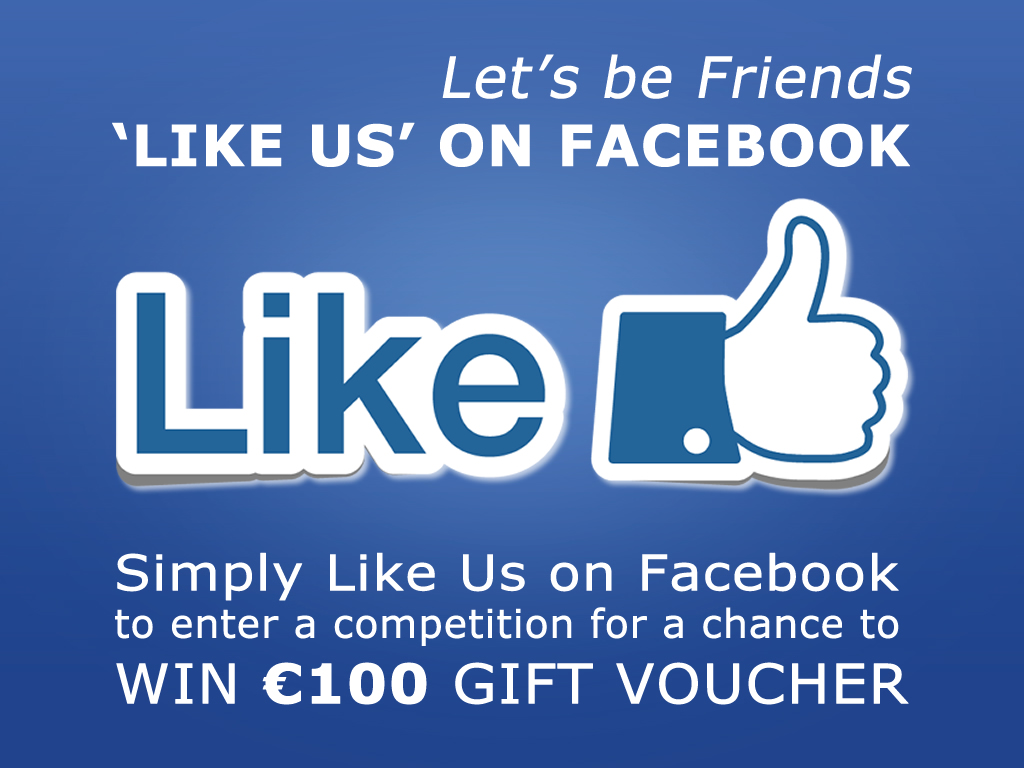 Let’s be Friends
‘LIKE US’ ON FACEBOOK
Like
Simply Like Us on Facebook
to enter a competition for a chance to
WIN €100 GIFT VOUCHER